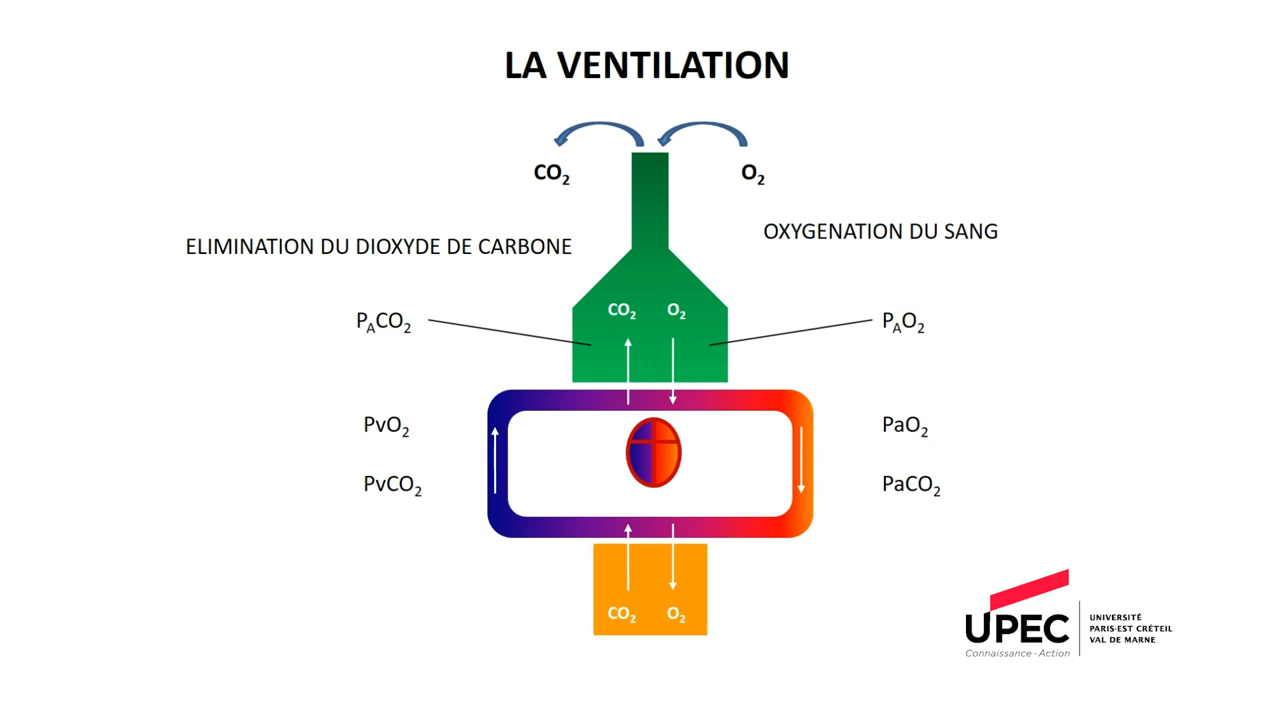 LA VENTILATION
CO₂
O₂
ELIMINATION DU DIOXYDE DE CARBONE
OXYGENATION DU SANG
CO₂ O₂
PACO₂
PAO₂
PvO₂
PaO₂
PvCO₂
PaCO₂
CO₂ O₂
UPEC
Connaissance - Action
UNIVERSITÉ
PARIS-EST CRÉTEIL
VAL DE MARNE